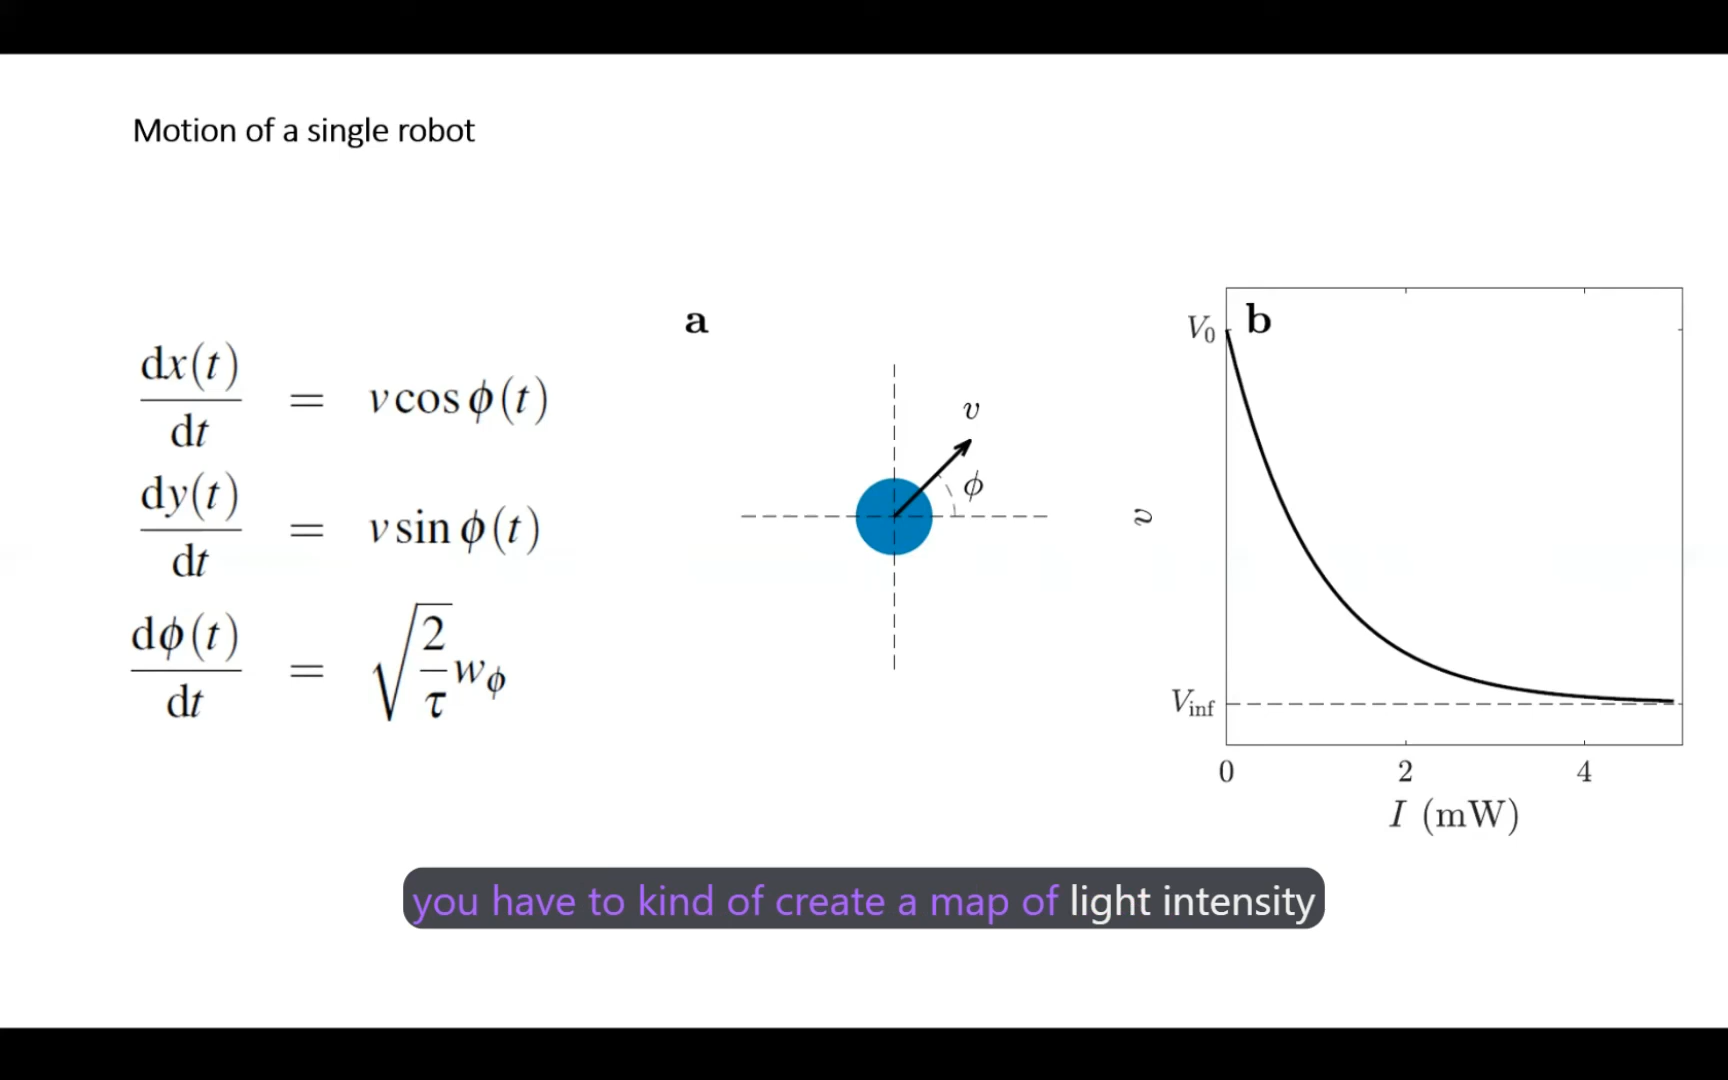 Motion of a single robot
dx(t)/dt = v cos ϕ(t)
dy(t)/dt = v sin ϕ(t)
dϕ(t)/dt = √(2/τ) w_ϕ
a
v
ϕ
b
V₀
v
V_inf
0 2 4
I (mW)
you have to kind of create a map of light intensity